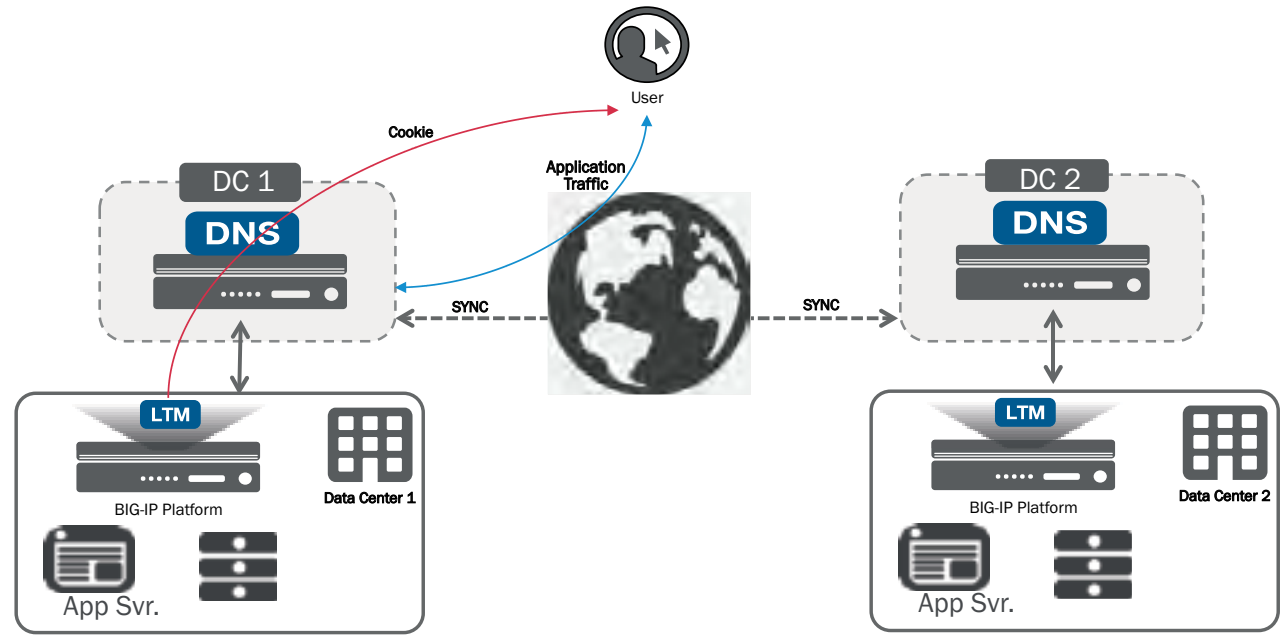 User
Cookie
Application
Traffic
DC 1
DNS
DC 2
DNS
SYNC
SYNC
LTM
Data Center 1
BIG-IP Platform
App Svr.
LTM
Data Center 2
BIG-IP Platform
App Svr.